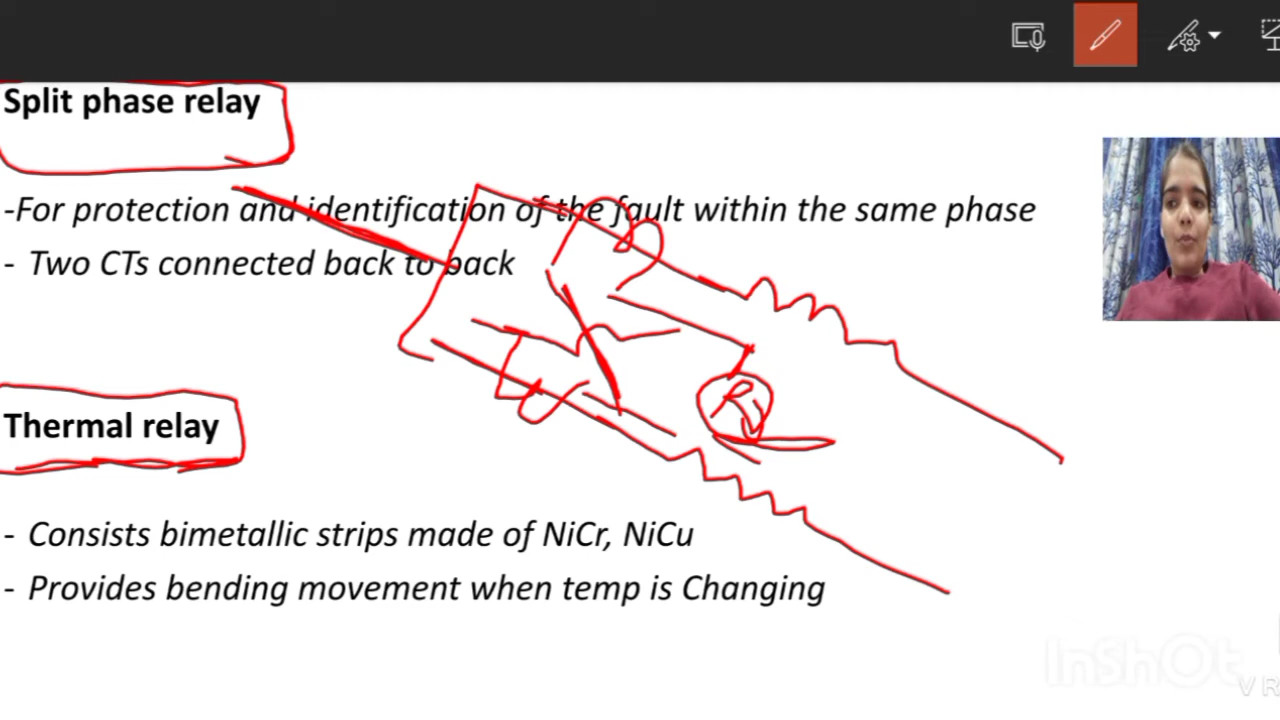 Split phase relay
-For protection and identification of the fault within the same phase
- Two CTs connected back to back
R
Thermal relay
- Consists bimetallic strips made of NiCr, NiCu
- Provides bending movement when temp is Changing
InShOt
V R